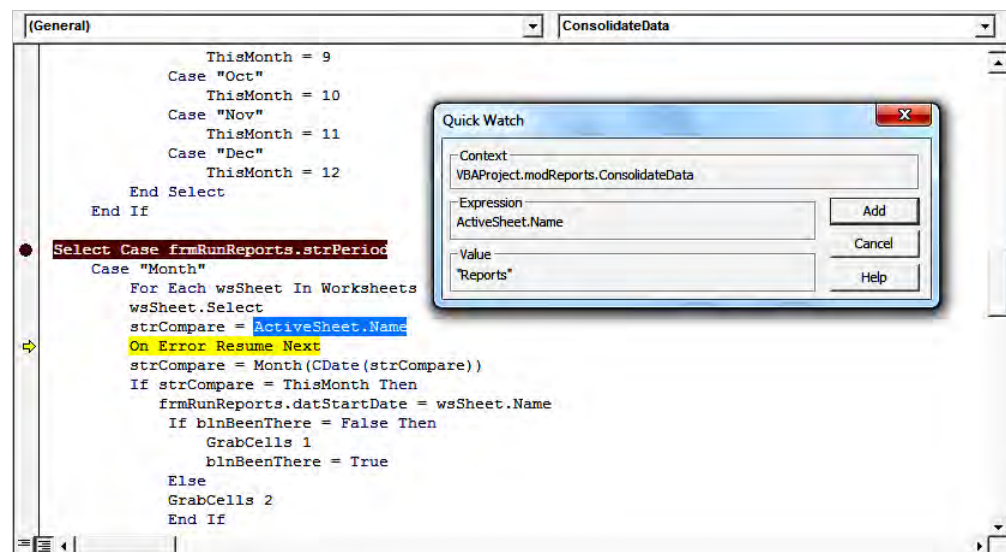 (General)
ConsolidateData
ThisMonth = 9
Case "Oct"
ThisMonth = 10
Case "Nov"
ThisMonth = 11
Case "Dec"
ThisMonth = 12
End Select
End If
Select Case frmRunReports.strPeriod
Case "Month"
For Each wsSheet In Worksheets
wsSheet.Select
strCompare = ActiveSheet.Name
On Error Resume Next
strCompare = Month(CDate(strCompare))
If strCompare = ThisMonth Then
frmRunReports.datStartDate = wsSheet.Name
If blnBeenThere = False Then
GrabCells 1
blnBeenThere = True
Else
GrabCells 2
End If
Quick Watch
Context
VBAProject.modReports.ConsolidateData
Expression
ActiveSheet.Name
Value
"Reports"
Add
Cancel
Help